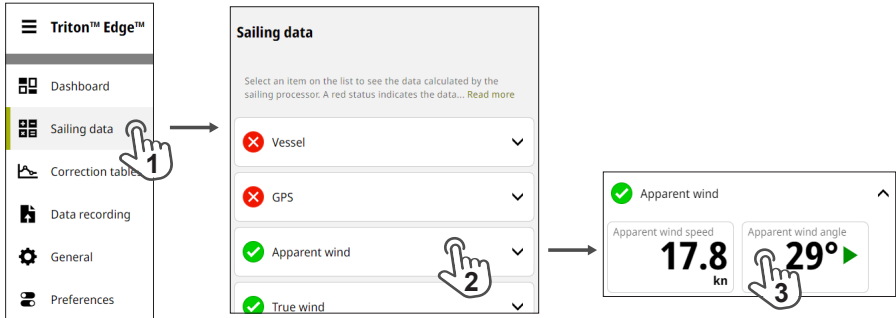 Triton™ Edge™
Dashboard
Sailing data
Correction tables
Data recording
General
Preferences
1
Sailing data
Select an item on the list to see the data calculated by the
sailing processor. A red status indicates the data... Read more
Vessel
GPS
Apparent wind
True wind
2
Apparent wind
Apparent wind speed
17.8
kn
Apparent wind angle
29°
3